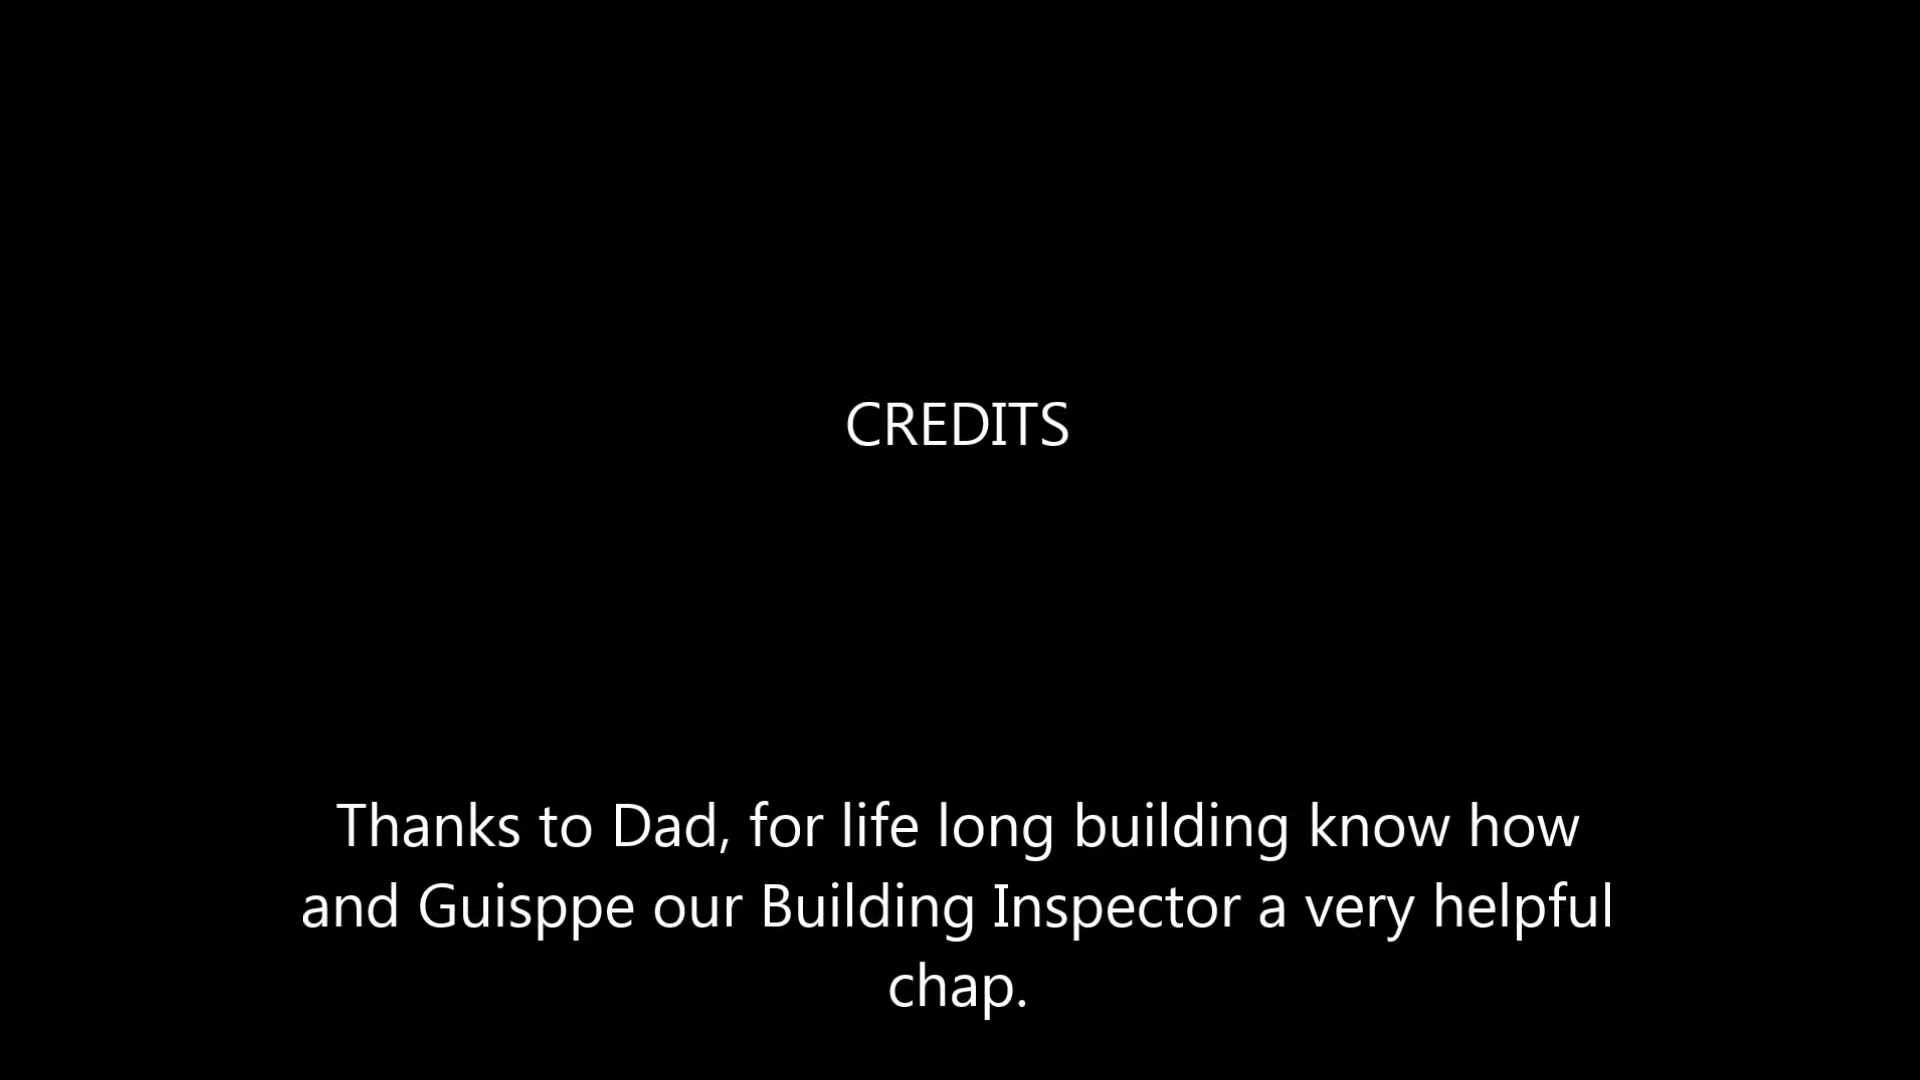 CREDITS
Thanks to Dad, for life long building know how
and Guisppe our Building Inspector a very helpful
chap.